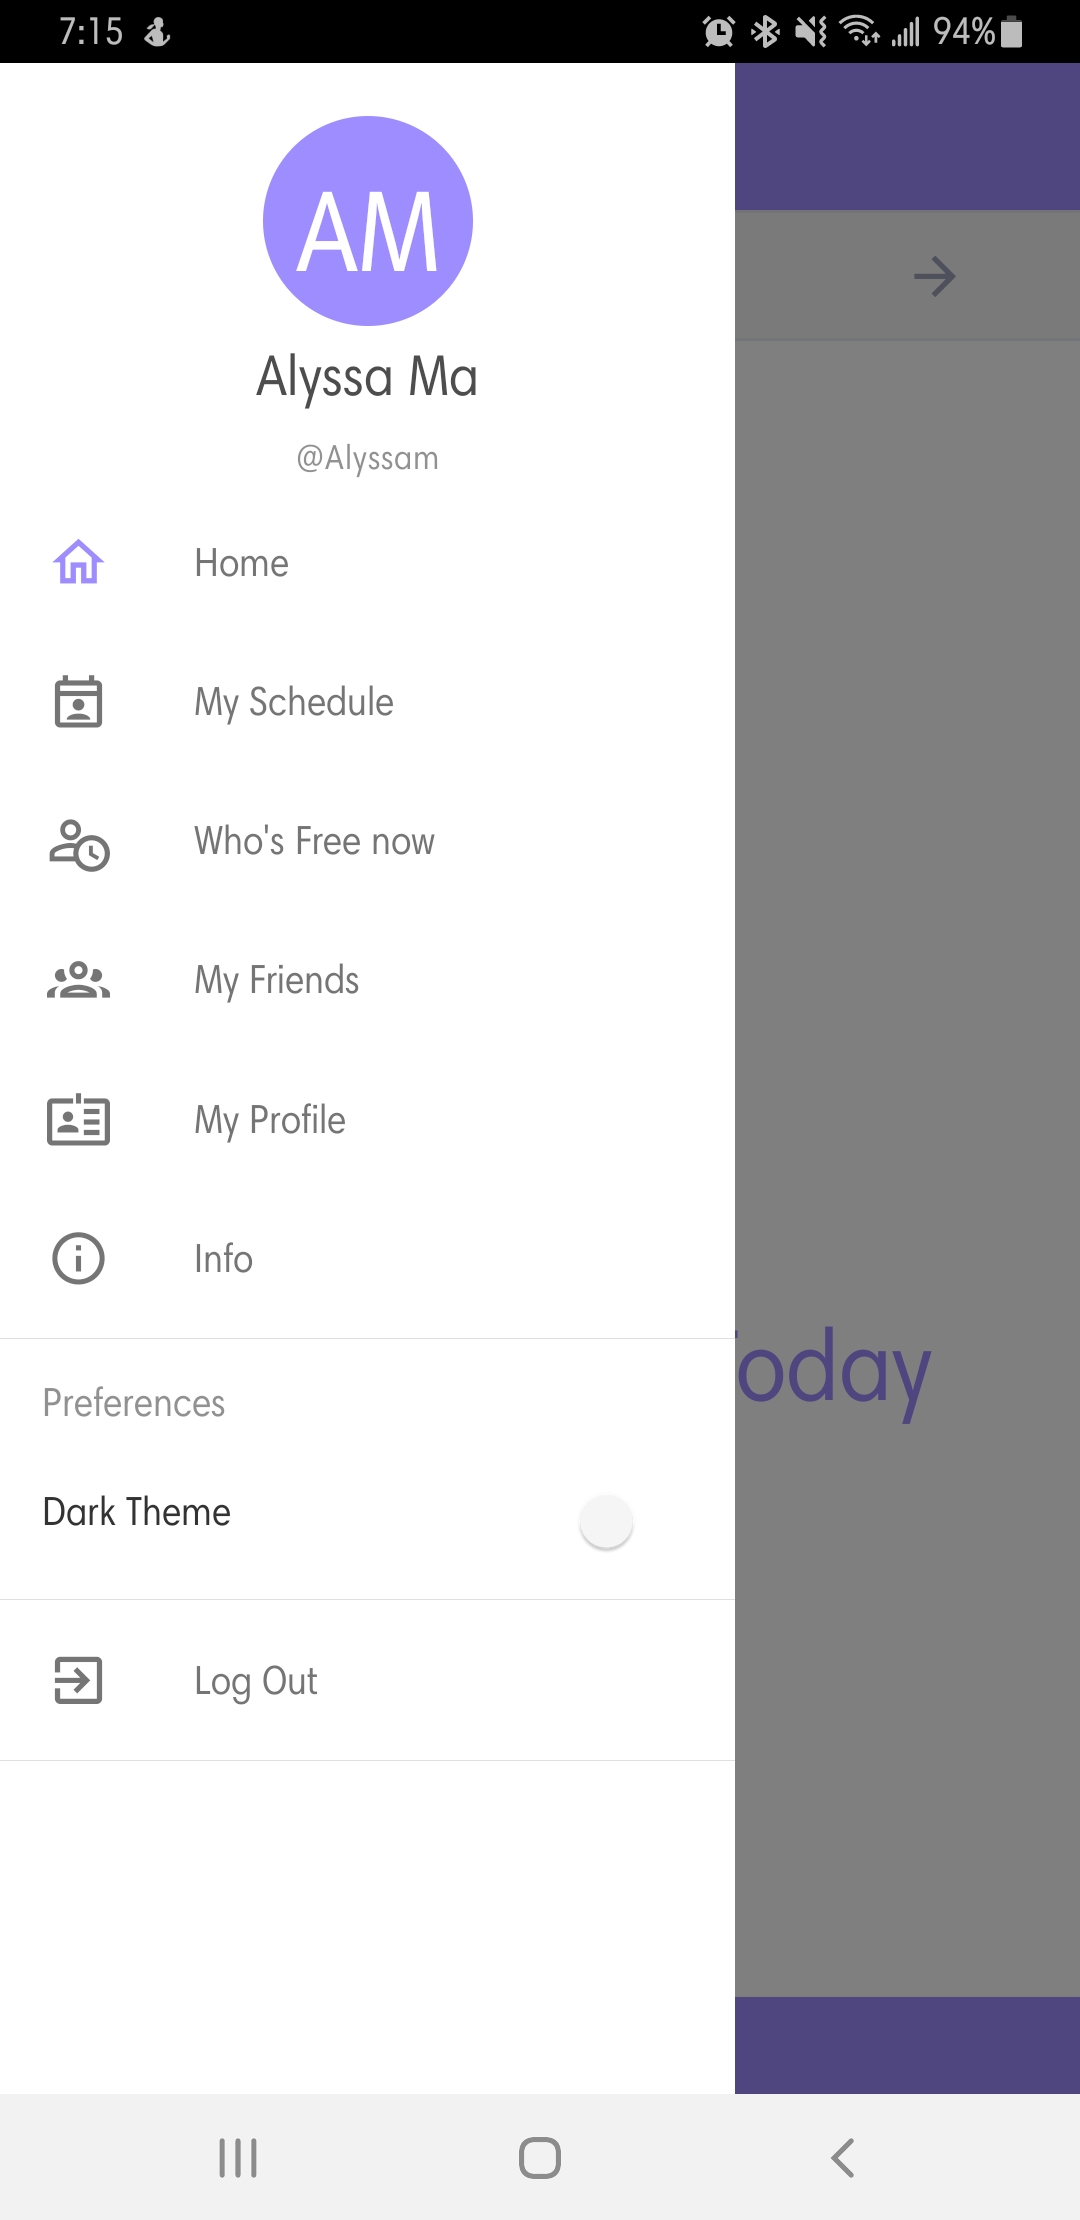 7:15
94%
AM
Alyssa Ma
@Alyssam
Home
My Schedule
Who's Free now
My Friends
My Profile
Info
oday
Preferences
Dark Theme
Log Out